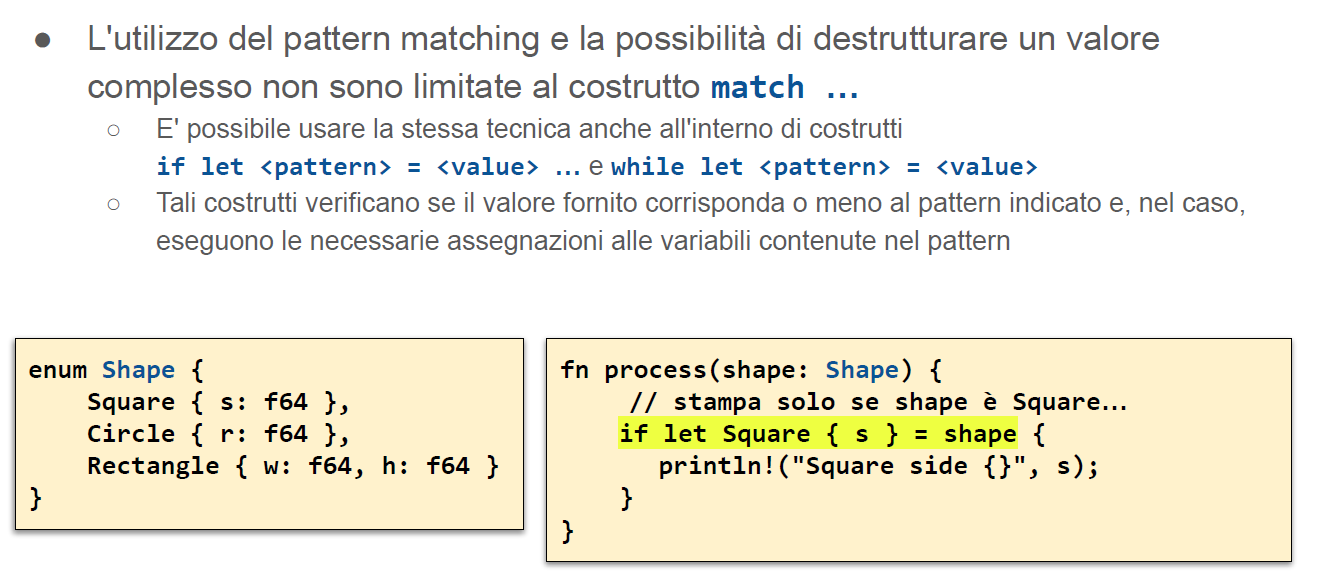 ● L'utilizzo del pattern matching e la possibilità di destrutturare un valore
complesso non sono limitate al costrutto match ...
○ E' possibile usare la stessa tecnica anche all'interno di costrutti
if let <pattern> = <value> ... e while let <pattern> = <value>
○ Tali costrutti verificano se il valore fornito corrisponda o meno al pattern indicato e, nel caso,
eseguono le necessarie assegnazioni alle variabili contenute nel pattern
enum Shape {
    Square { s: f64 },
    Circle { r: f64 },
    Rectangle { w: f64, h: f64 }
}
fn process(shape: Shape) {
    // stampa solo se shape è Square...
    if let Square { s } = shape {
        println!("Square side {}", s);
    }
}